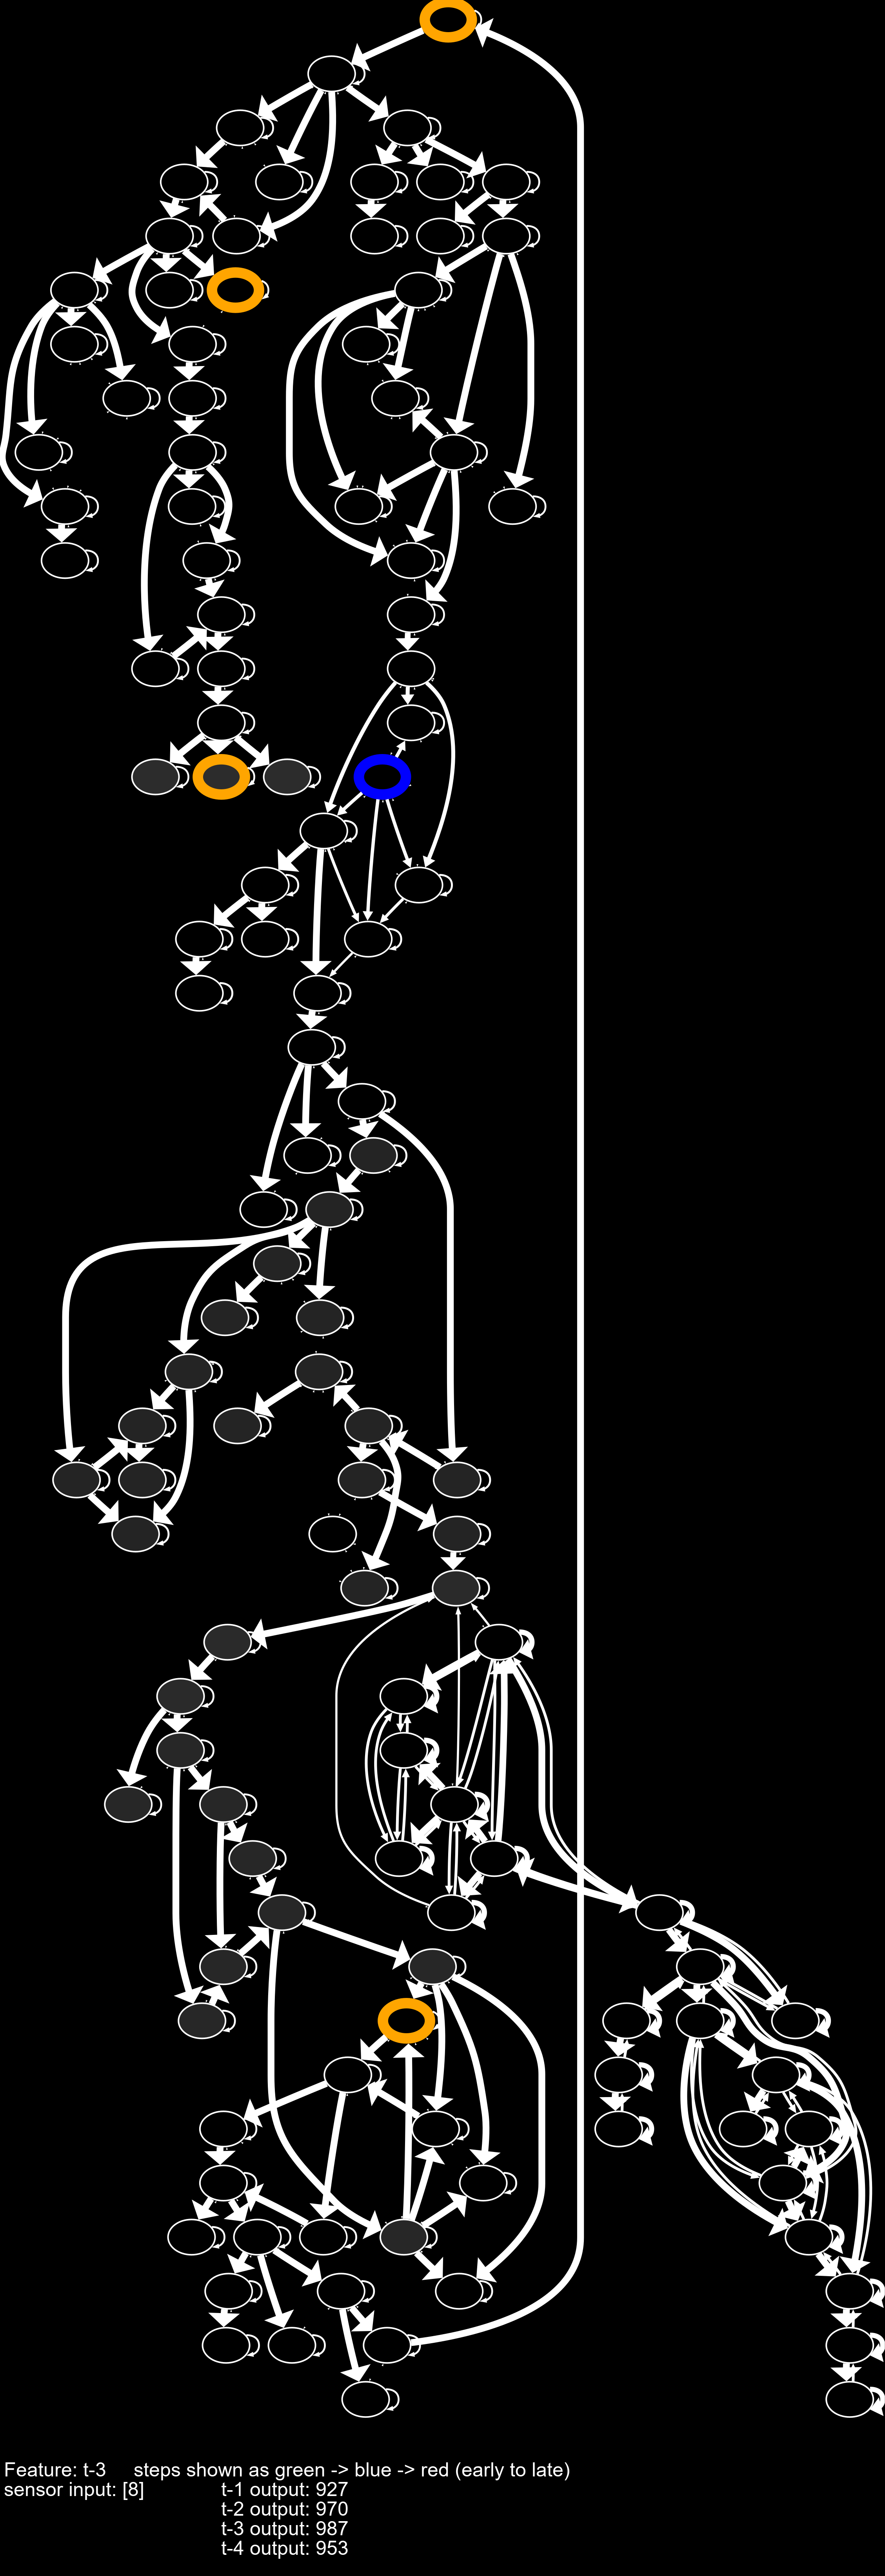 Feature: t-3     steps shown as green -> blue -> red (early to late)
sensor input: [8]     t-1 output: 927
t-2 output: 970
t-3 output: 987
t-4 output: 953